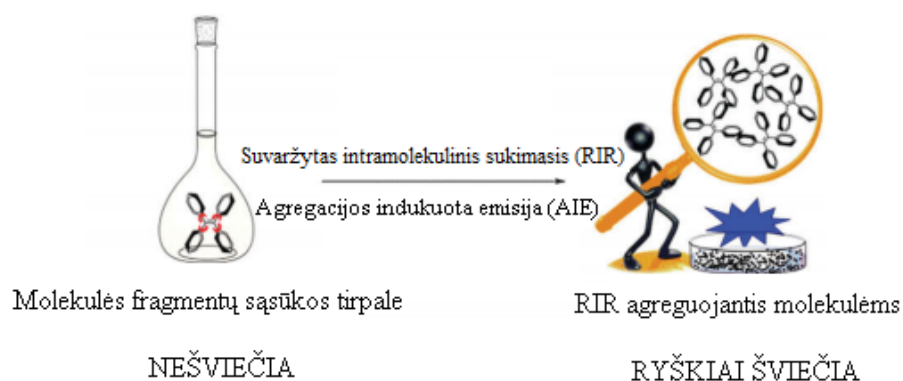 Suvaržytas intramolekulinis sukimasis (RIR)
Agregacijos indukuota emisija (AIE)
Molekulės fragmentų sąsūkos tirpale
RIR agreguojantis molekulėms
NEŠVIEČIA
RYŠKIAI ŠVIEČIA